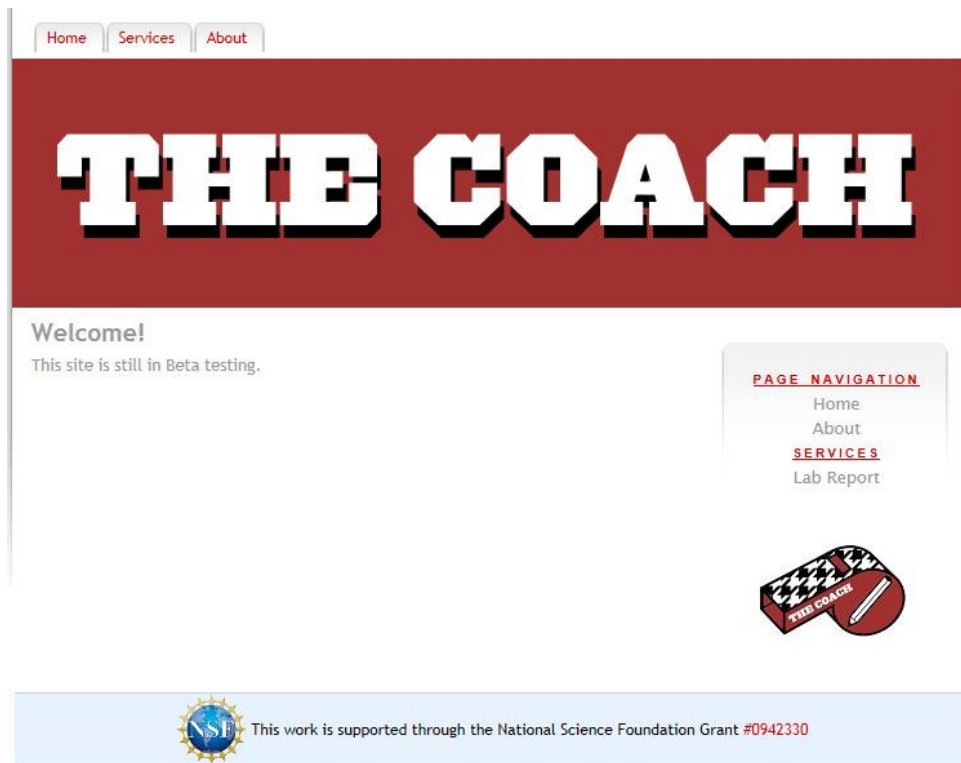 Home Services About
THE COACH
Welcome!
This site is still in Beta testing.
PAGE NAVIGATION
Home
About
SERVICES
Lab Report
THE COACH
NSF
This work is supported through the National Science Foundation Grant #0942330